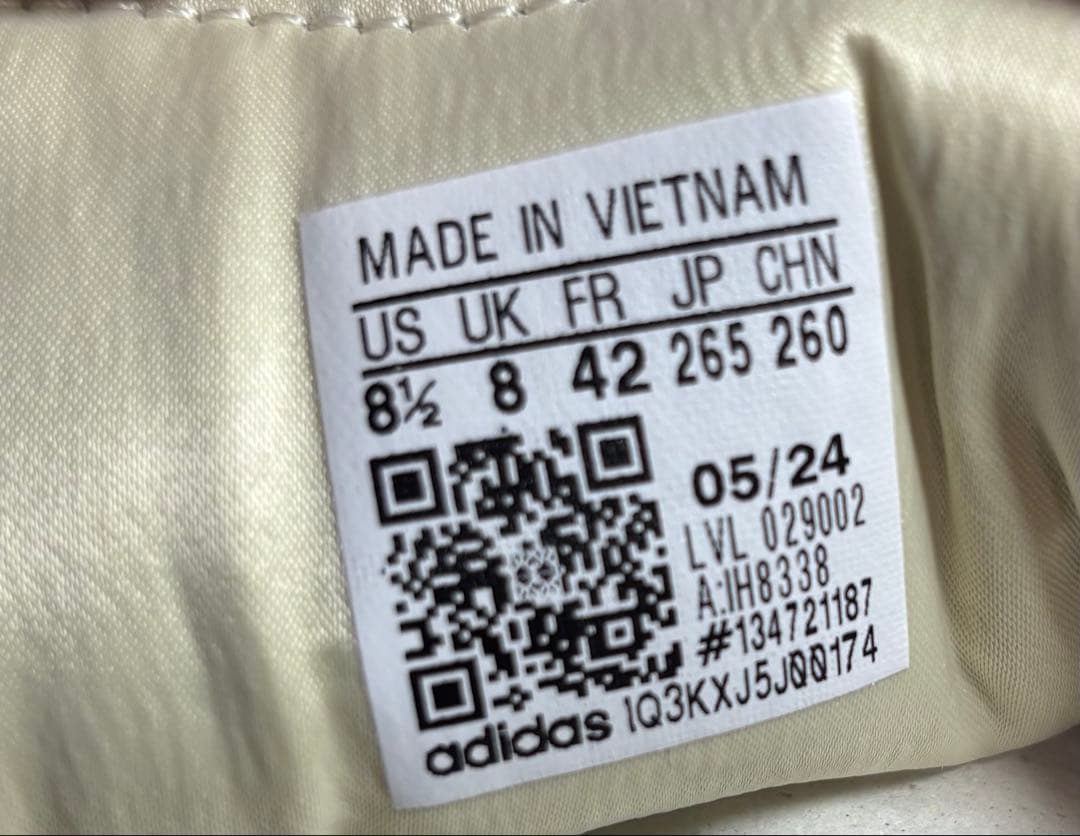 MADE IN VIETNAM
US UK FR JP CHN
8½ 8 42 265 260
05/24
LVL 029002
A:IH8338
#134721187
adidas 1Q3KXJ5J00174